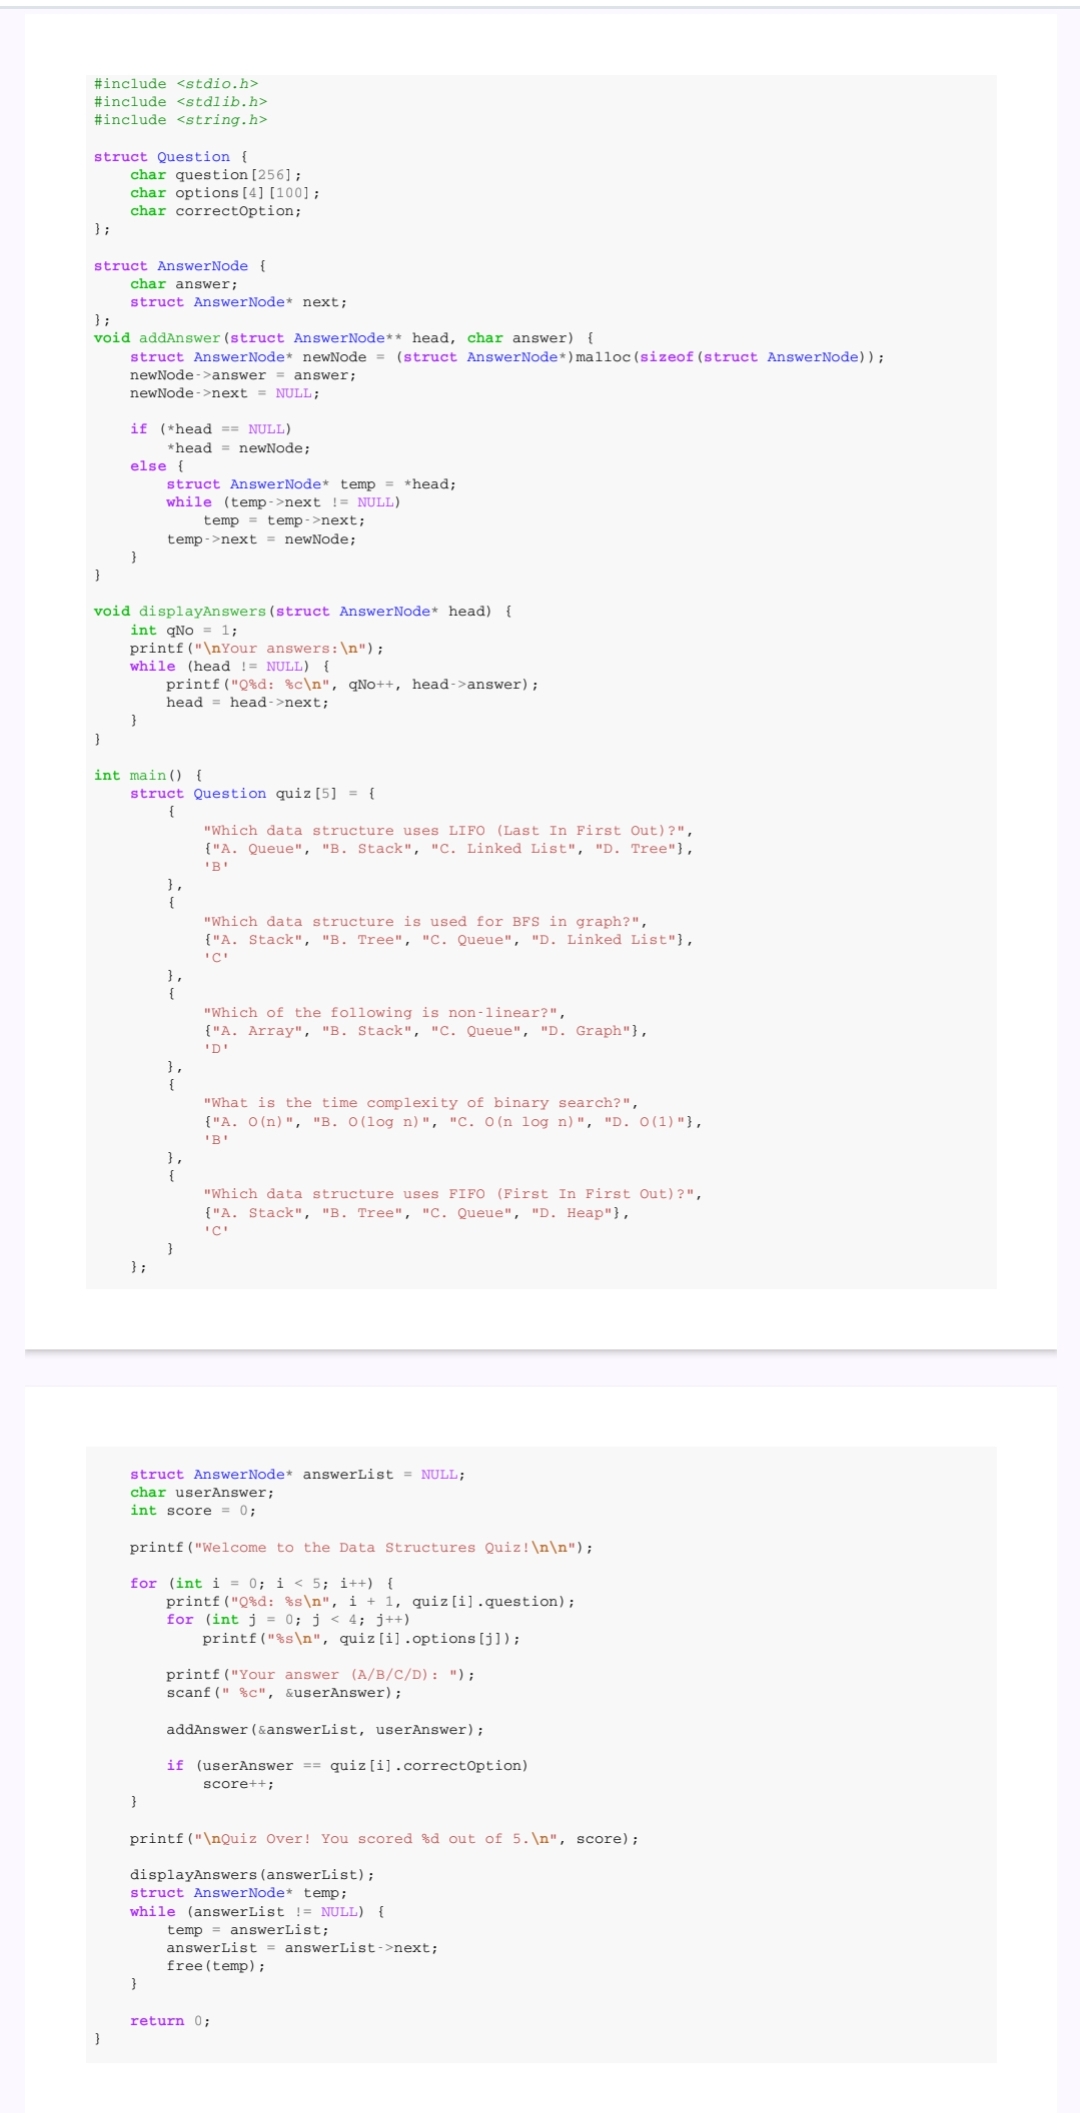 #include <stdio.h>
#include <stdlib.h>
#include <string.h>

struct Question {
    char question[256];
    char options[4][100];
    char correctOption;
};

struct AnswerNode {
    char answer;
    struct AnswerNode* next;
};
void addAnswer(struct AnswerNode** head, char answer) {
    struct AnswerNode* newNode = (struct AnswerNode*)malloc(sizeof(struct AnswerNode));
    newNode->answer = answer;
    newNode->next = NULL;

    if (*head == NULL)
        *head = newNode;
    else {
        struct AnswerNode* temp = *head;
        while (temp->next != NULL)
            temp = temp->next;
        temp->next = newNode;
    }
}

void displayAnswers(struct AnswerNode* head) {
    int qNo = 1;
    printf("\nYour answers:\n");
    while (head != NULL) {
        printf("Q%d: %c\n", qNo++, head->answer);
        head = head->next;
    }
}

int main() {
    struct Question quiz[5] = {
        {
            "Which data structure uses LIFO (Last In First Out)?",
            {"A. Queue", "B. Stack", "C. Linked List", "D. Tree"},
            'B'
        },
        {
            "Which data structure is used for BFS in graph?",
            {"A. Stack", "B. Tree", "C. Queue", "D. Linked List"},
            'C'
        },
        {
            "Which of the following is non-linear?",
            {"A. Array", "B. Stack", "C. Queue", "D. Graph"},
            'D'
        },
        {
            "What is the time complexity of binary search?",
            {"A. O(n)", "B. O(log n)", "C. O(n log n)", "D. O(1)"},
            'B'
        },
        {
            "Which data structure uses FIFO (First In First Out)?",
            {"A. Stack", "B. Tree", "C. Queue", "D. Heap"},
            'C'
        }
    };

    struct AnswerNode* answerList = NULL;
    char userAnswer;
    int score = 0;

    printf("Welcome to the Data Structures Quiz!\n\n");

    for (int i = 0; i < 5; i++) {
        printf("Q%d: %s\n", i + 1, quiz[i].question);
        for (int j = 0; j < 4; j++)
            printf("%s\n", quiz[i].options[j]);

        printf("Your answer (A/B/C/D): ");
        scanf(" %c", &userAnswer);

        addAnswer(&answerList, userAnswer);

        if (userAnswer == quiz[i].correctOption)
            score++;
    }

    printf("\nQuiz Over! You scored %d out of 5.\n", score);

    displayAnswers(answerList);
    struct AnswerNode* temp;
    while (answerList != NULL) {
        temp = answerList;
        answerList = answerList->next;
        free(temp);
    }

    return 0;
}